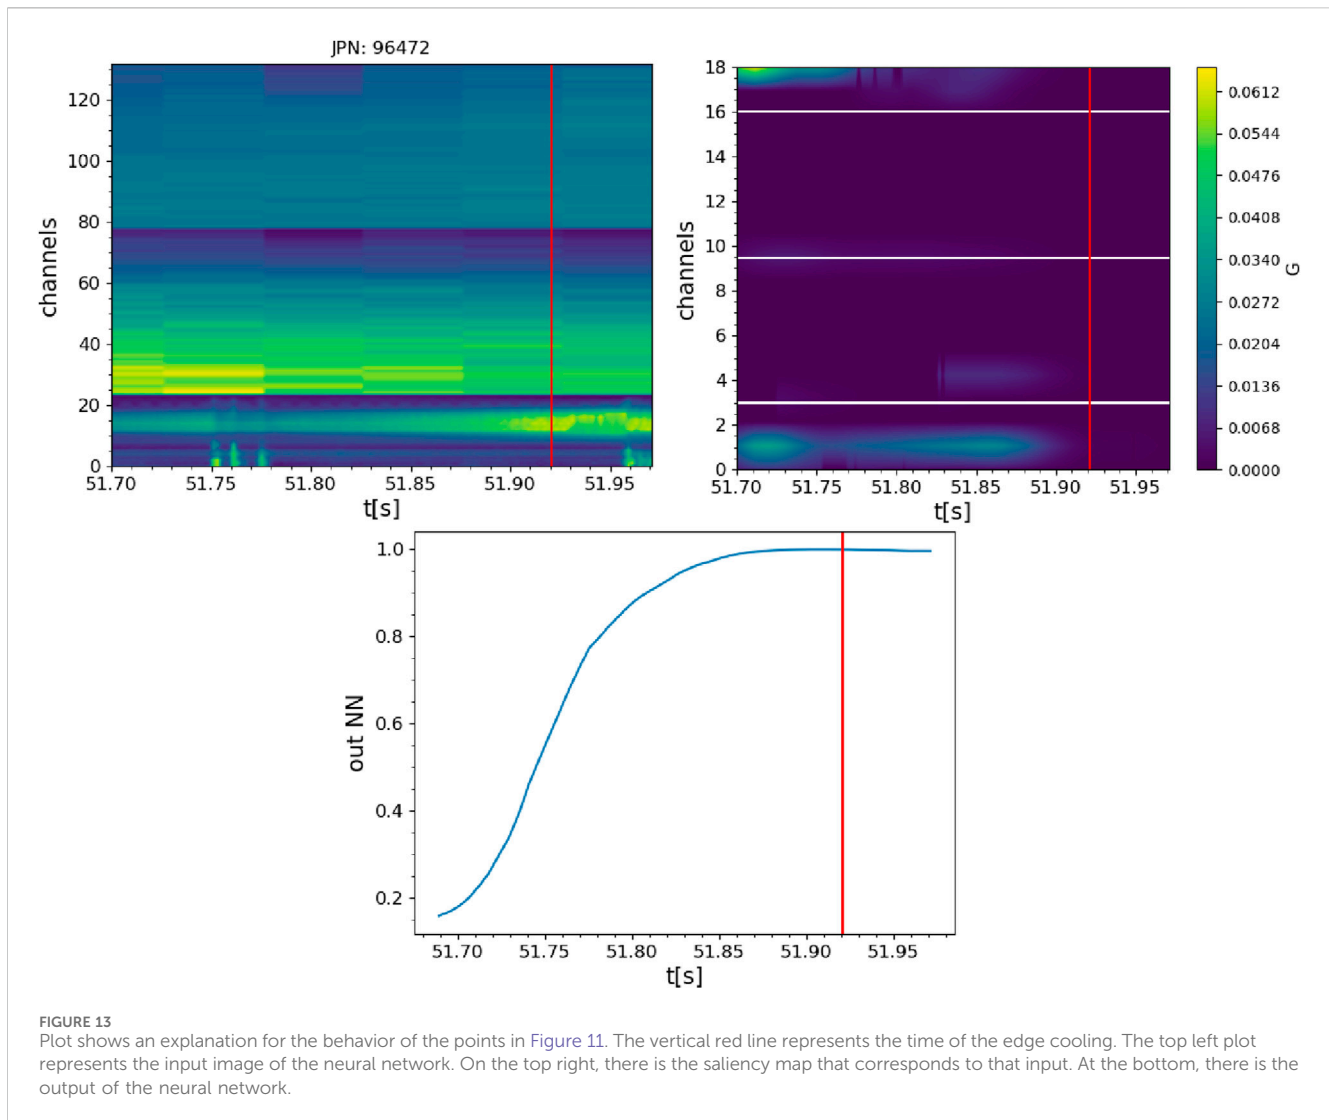 JPN: 96472
channels
120
100
80
60
40
20
0
51.70 51.75 51.80 51.85 51.90 51.95
t[s]
channels
18
16
14
12
10
8
6
4
2
0
51.70 51.75 51.80 51.85 51.90 51.95
t[s]
0.0612
0.0544
0.0476
0.0408
0.0340
0.0272
0.0204
0.0136
0.0068
0.0000
G
out NN
1.0
0.8
0.6
0.4
0.2
51.70 51.75 51.80 51.85 51.90 51.95
t[s]
FIGURE 13
Plot shows an explanation for the behavior of the points in Figure 11. The vertical red line represents the time of the edge cooling. The top left plot
represents the input image of the neural network. On the top right, there is the saliency map that corresponds to that input. At the bottom, there is the
output of the neural network.